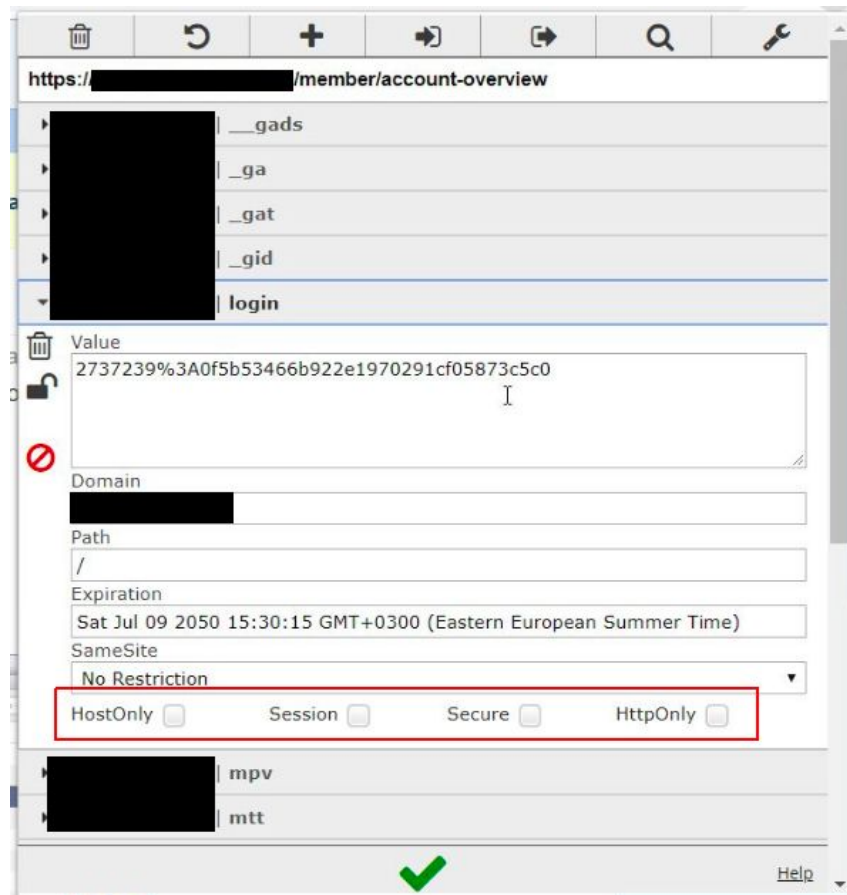 https:/ /member/account-overview
| __gads
| _ga
| _gat
| _gid
| login
Value
2737239%3A0f5b53466b922e1970291cf05873c5c0
Domain
Path
/
Expiration
Sat Jul 09 2050 15:30:15 GMT+0300 (Eastern European Summer Time)
SameSite
No Restriction
HostOnly Session Secure HttpOnly
| mpv
| mtt
Help